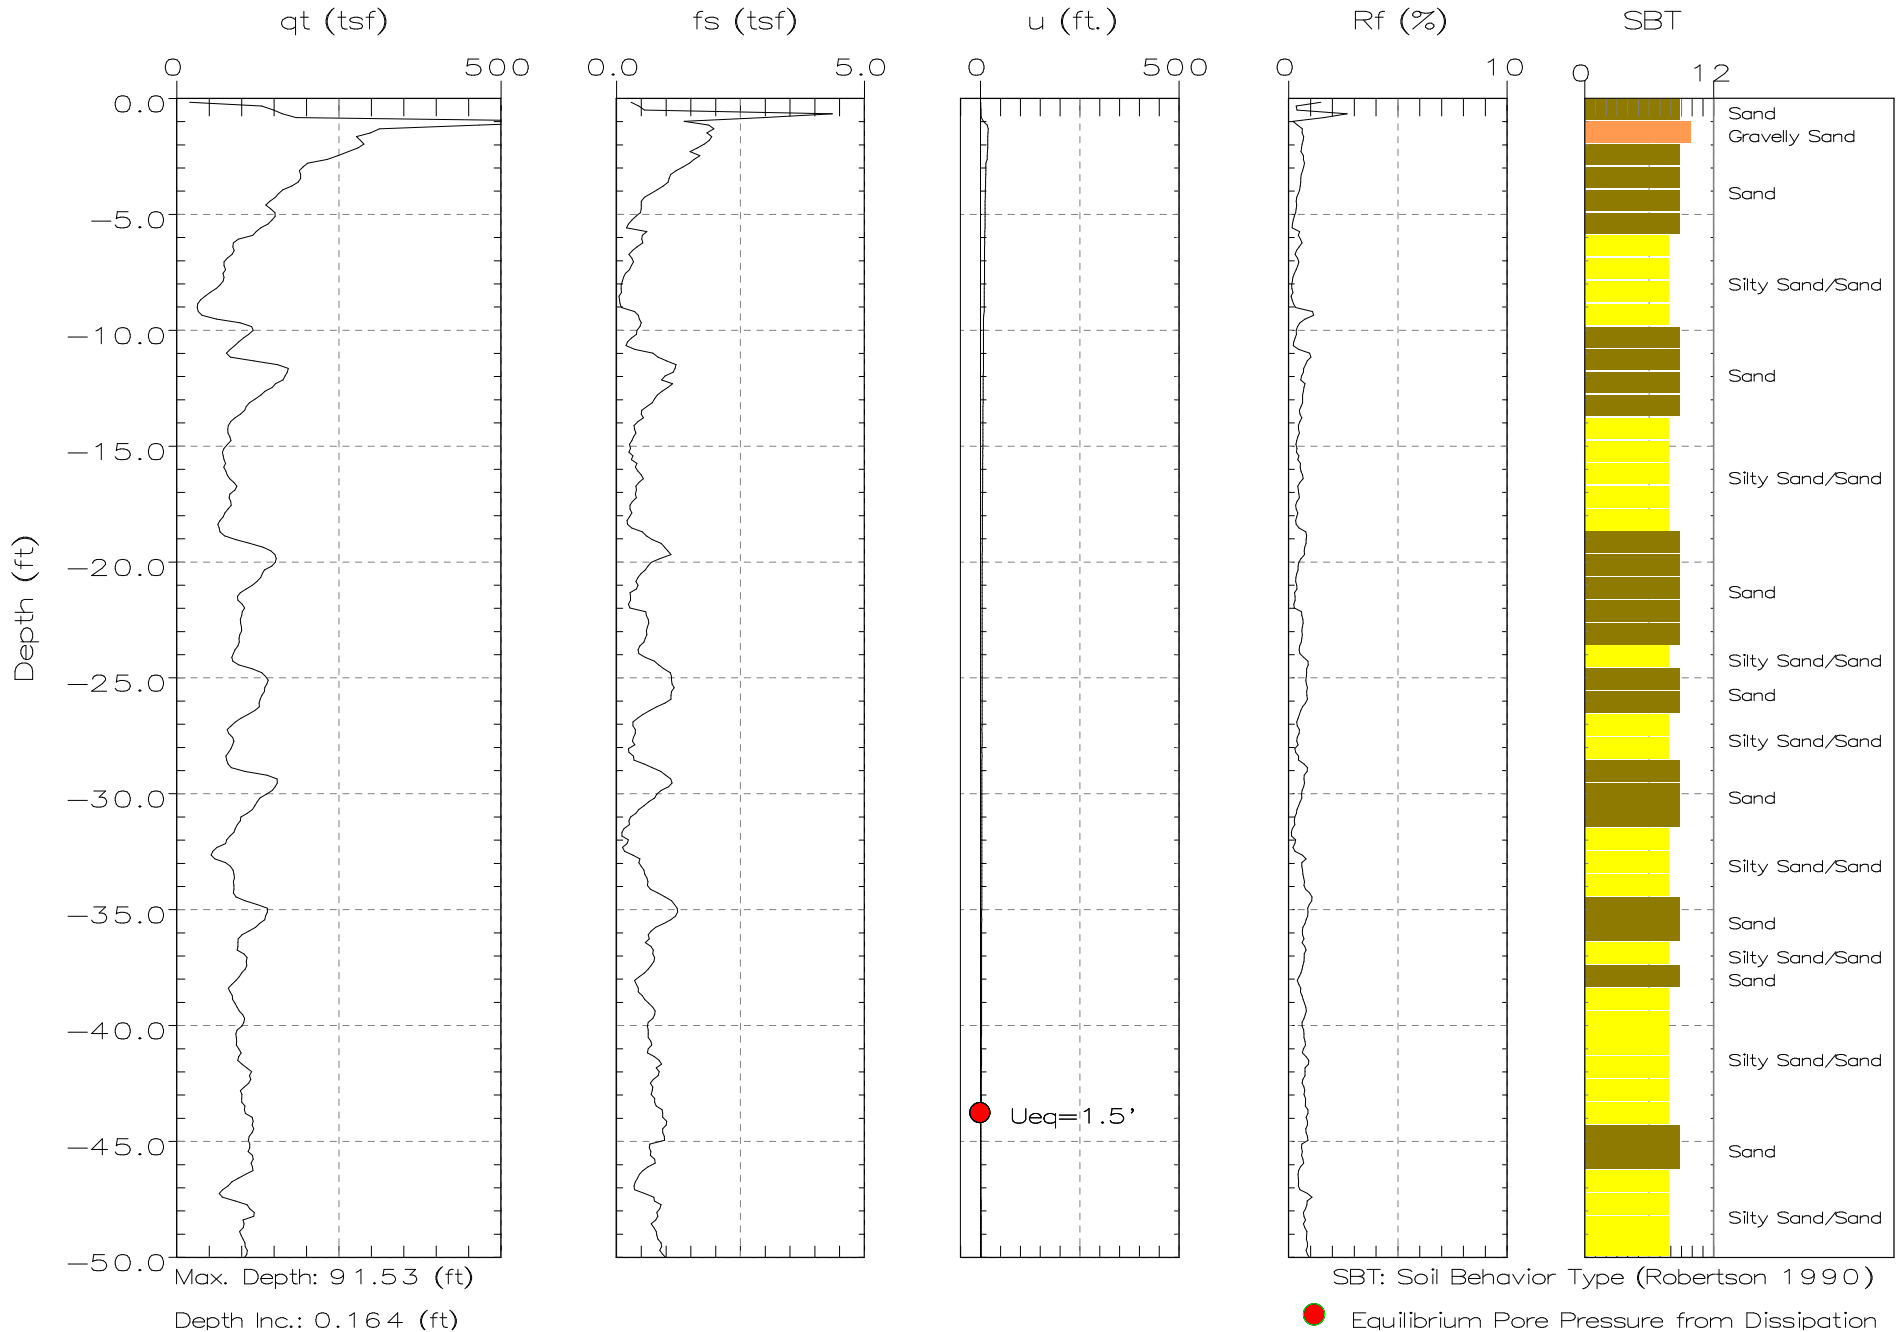 qt (tsf)
fs (tsf)
u (ft.)
Rf (%)
SBT
0 500
0.0 5.0
0 500
0 10
0 12
Depth (ft)
0.0
−5.0
−10.0
−15.0
−20.0
−25.0
−30.0
−35.0
−40.0
−45.0
−50.0
Ueq=1.5'
Sand
Gravelly Sand
Sand
Silty Sand/Sand
Sand
Silty Sand/Sand
Sand
Silty Sand/Sand
Sand
Silty Sand/Sand
Sand
Silty Sand/Sand
Sand
Silty Sand/Sand
Sand
Silty Sand/Sand
Sand
Silty Sand/Sand
Max. Depth: 91.53 (ft)
Depth Inc.: 0.164 (ft)
SBT: Soil Behavior Type (Robertson 1990)
Equilibrium Pore Pressure from Dissipation